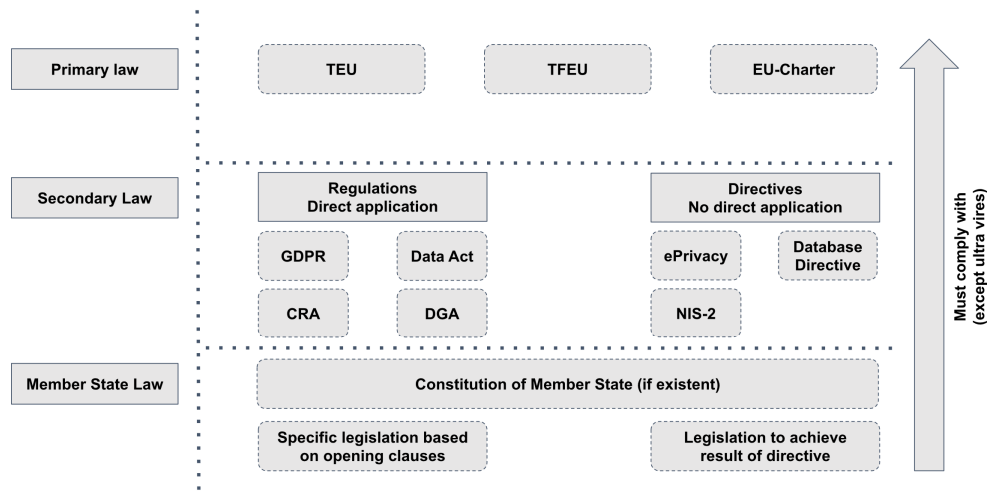 Primary law
TEU
TFEU
EU-Charter
Secondary Law
Regulations
Direct application
Directives
No direct application
GDPR
Data Act
ePrivacy
Database
Directive
CRA
DGA
NIS-2
Member State Law
Constitution of Member State (if existent)
Specific legislation based
on opening clauses
Legislation to achieve
result of directive
Must comply with
(except ultra vires)